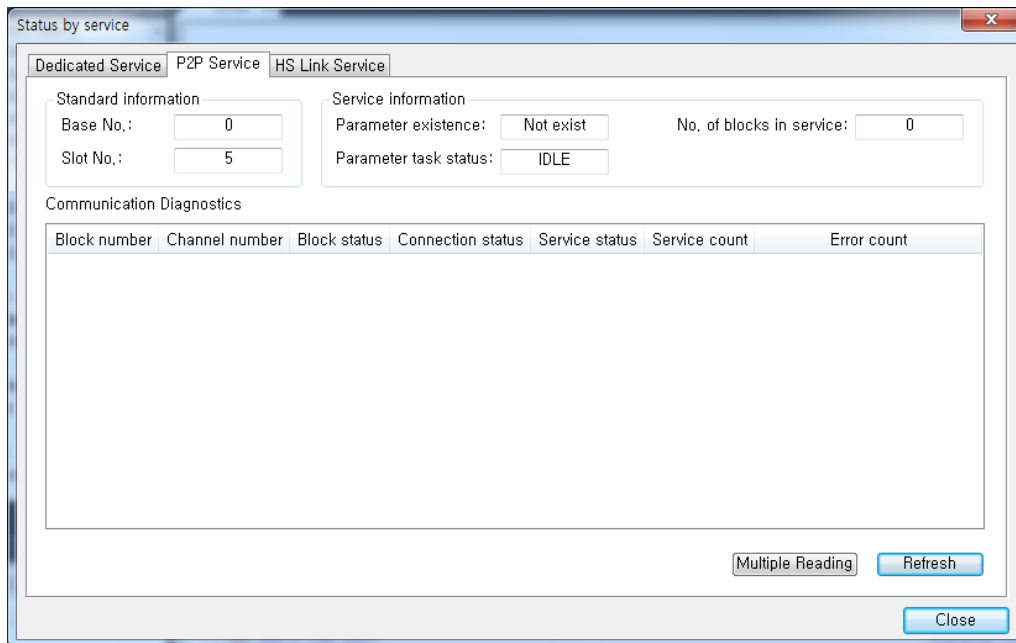 Status by service
Dedicated Service P2P Service HS Link Service
Standard information Service information
Base No.: 0 Parameter existence: Not exist No. of blocks in service: 0
Slot No.: 5 Parameter task status: IDLE
Communication Diagnostics
Block number Channel number Block status Connection status Service status Service count Error count
Multiple Reading Refresh
Close